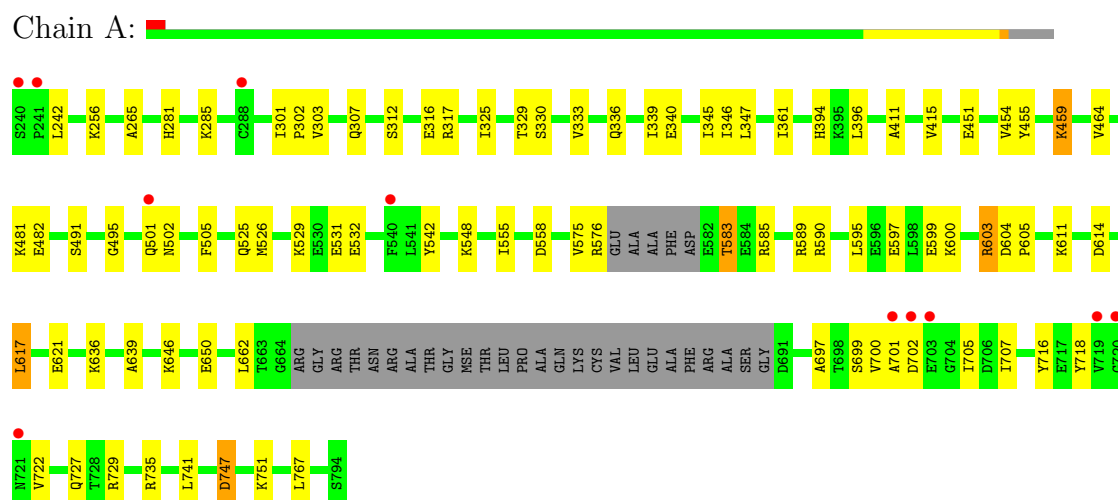 Chain A:
S240 P241 L242 K256 A265 H281 K285 C288 I301 P302 V303 Q307 S312 E316 R317 I325 T329 S330 V333 Q336 I339 E340 I345 I346 L347 I361 H394 K395 L396 A411 V415 E451 V454 Y455 K459 V464
K481 E482 S491 G495 Q501 N502 F505 Q525 M526 K529 E530 E531 E532 F540 L541 Y542 K548 I555 D558 V575 R576 GLU ALA ALA PHE ASP E582 T583 E584 R585 R589 R590 L595 E596 E597 L598 E599 K600 R603 D604 P605 K611 D614
L617 E621 K636 A639 K646 E650 L662 T663 G664 ARG GLY ARG THR ASN ARG ALA THR GLY MSE THR LEU PRO ALA GLN LYS CYS VAL LEU GLU ALA PHE ARG ALA SER GLY D691 A697 T698 S699 V700 A701 D702 E703 G704 I705 D706 I707 Y716 E717 Y718 V719
N721 V722 Q727 T728 R729 R735 L741 D747 K751 L767 S794